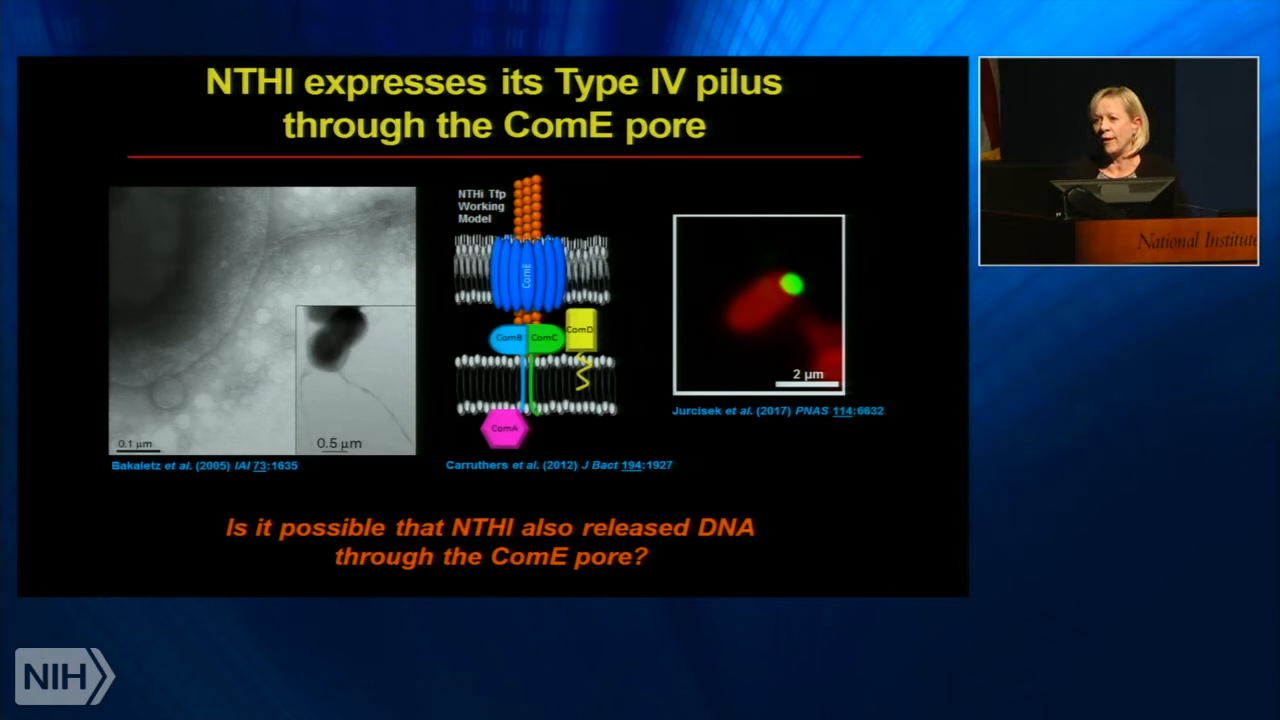 NTHI expresses its Type IV pilus
through the ComE pore
NTHi Tfp
Working
Model
ComE
ComB
ComC
ComD
ComA
0.1 µm
0.5 µm
2 µm
Bakaletz et al. (2005) IAI 73:1635
Carruthers et al. (2012) J Bact 194:1927
Jurcisek et al. (2017) PNAS 114:6632
Is it possible that NTHI also released DNA
through the ComE pore?
National Institute
NIH